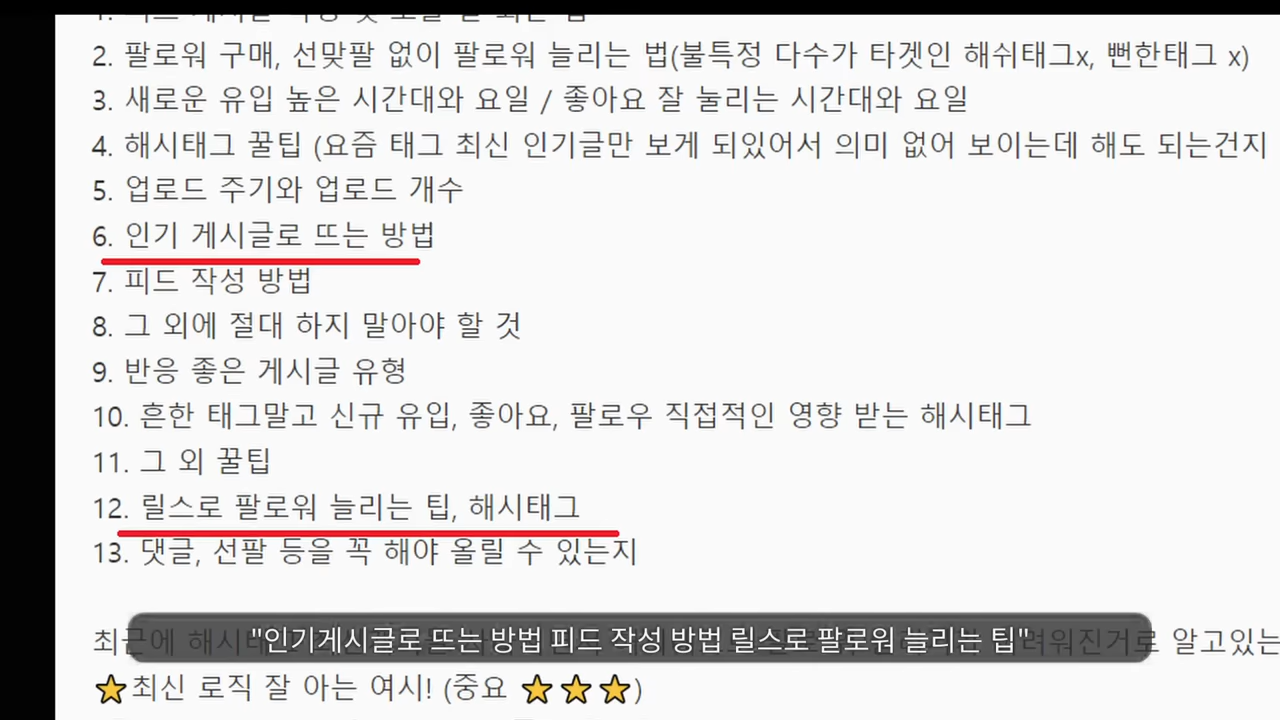 2. 팔로워 구매, 선맞팔 없이 팔로워 늘리는 법(불특정 다수가 타겟인 해쉬태그x, 뻔한태그 x)
3. 새로운 유입 높은 시간대와 요일 / 좋아요 잘 눌리는 시간대와 요일
4. 해시태그 꿀팁 (요즘 태그 최신 인기글만 보게 되있어서 의미 없어 보이는데 해도 되는건지
5. 업로드 주기와 업로드 개수
6. 인기 게시글로 뜨는 방법
7. 피드 작성 방법
8. 그 외에 절대 하지 말아야 할 것
9. 반응 좋은 게시글 유형
10. 흔한 태그말고 신규 유입, 좋아요, 팔로우 직접적인 영향 받는 해시태그
11. 그 외 꿀팁
12. 릴스로 팔로워 늘리는 팁, 해시태그
13. 댓글, 선팔 등을 꼭 해야 올릴 수 있는지
최근에 알고있는
"인기게시글로 뜨는 방법 피드 작성 방법 릴스로 팔로워 늘리는 팁"
⭐최신 로직 잘 아는 여시! (중요 ⭐⭐⭐)